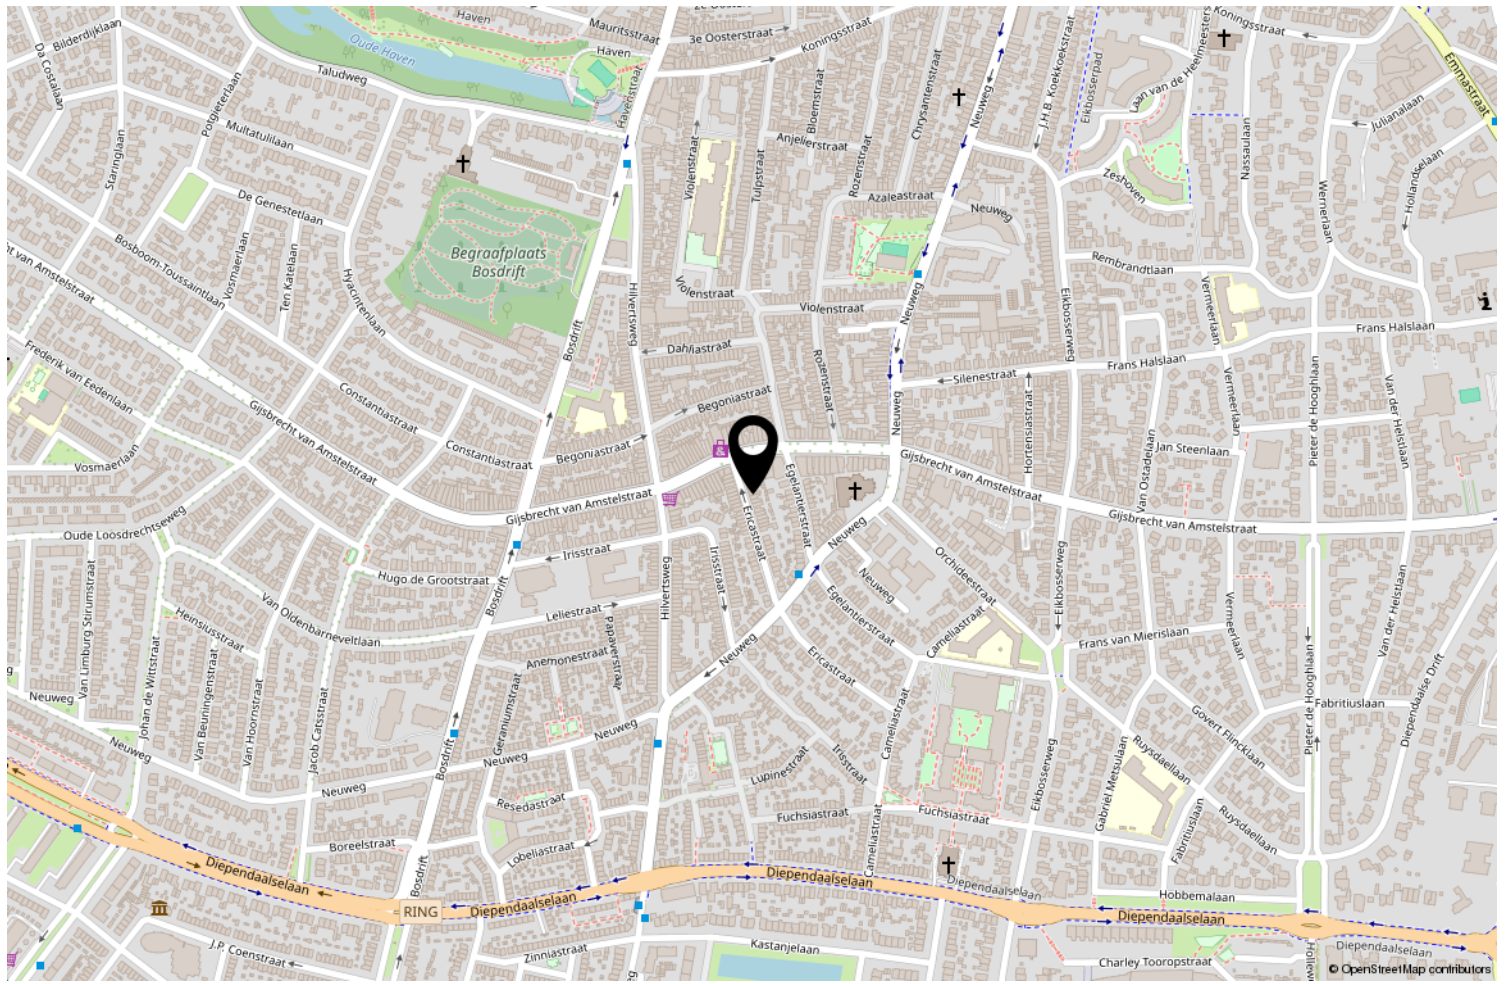 Bilderdijklaan
Haven
Mauritsstraat
3e Oosterstraat
Koningsstraat
Koningsstraat
Da Costalaan
Oude Haven
Haven
Taludweg
Potgieterlaan
Havenstraat
Bloemstraat
Chrysantenstraat
Neuweg
J.H.B. Koekkoekstraat
Eikbosserpad
Laan van de Heelmeesters
Emmastraat
Julianalaan
Staringlaan
Multatulilaan
Violenstraat
Tulpstraat
Anjelierstraat
Rozenstraat
Nassaulaan
Hollandselaan
De Genestetlaan
Azaleastraat
Neuweg
Zeshoven
Wernerlaan
Bosboom-Toussaintlaan
Vosmaerlaan
Ten Katelaan
Hyacintenlaan
Begraafplaats
Bosdrift
Rembrandtlaan
Violenstraat
Violenstraat
Neuweg
Eikbosserweg
Vermeerlaan
Hilvertsweg
Bosdrift
Dahliastraat
Rozenstraat
Frans Halslaan
Frans Halslaan
Silenestraat
Frederik van Eedenlaan
Constantiastraat
Begoniastraat
Neuweg
Hortensiastraat
Vermeerlaan
Pieter de Hooghlaan
Van der Helstlaan
Gijsbrecht van Amstelstraat
Constantiastraat
Begoniastraat
Van Ostadelaan
Jan Steenlaan
Vosmaerlaan
Gijsbrecht van Amstelstraat
Egelantierstraat
Gijsbrecht van Amstelstraat
Gijsbrecht van Amstelstraat
Oude Loosdrechtseweg
Ericastraat
Neuweg
Irisstraat
Irisstraat
Orchideestraat
Eikbosserweg
Hugo de Grootstraat
Bosdrift
Hilvertsweg
Neuweg
Van Limburg Stirumstraat
Heinsiusstraat
Van Oldenbarneveltlaan
Leliestraat
Papaverstraat
Egelantierstraat
Cameliastraat
Vermeerlaan
Van der Helstlaan
Frans van Mierislaan
Johan de Wittstraat
Anemonestraat
Neuweg
Ericastraat
Neuweg
Van Beuningenstraat
Van Hoornstraat
Jacob Catsstraat
Geraniumstraat
Cameliastraat
Govert Flincklaan
Fabritiuslaan
Pieter de Hooghlaan
Diependaalse Drift
Neuweg
Neuweg
Bosdrift
Neuweg
Neuweg
Lupinestraat
Irisstraat
Eikbosserweg
Gabriël Metsulaan
Ruysdaellaan
Resedastraat
Fuchsiastraat
Fuchsiastraat
Ruysdaellaan
Fabritiuslaan
Boreelstraat
Lobeliastraat
Cameliastraat
Diependaalselaan
Bosdrift
Diependaalselaan
Diependaalselaan
Diependaalselaan
Hobbemalaan
RING
Diependaalselaan
Diependaalselaan
J.P. Coenstraat
Zinniastraat
Kastanjelaan
Charley Tooropstraat
© OpenStreetMap contributors